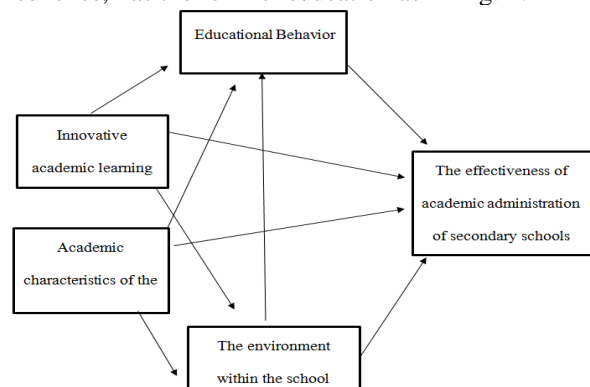 Educational Behavior
Innovative
academic learning
The effectiveness of
academic administration
of secondary schools
Academic
characteristics of the
The environment
within the school